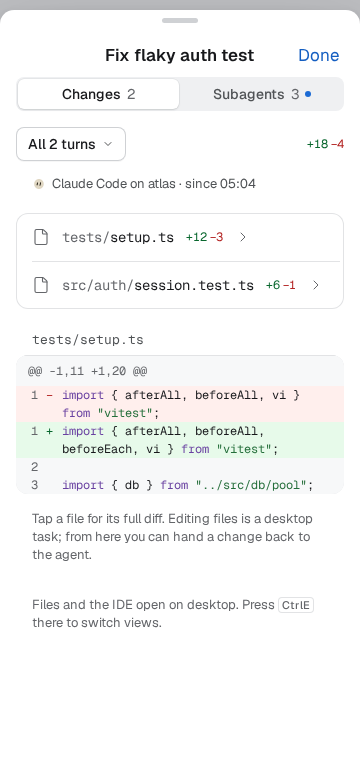 Fix flaky auth test
Done
Changes 2
Subagents 3
All 2 turns
+18 −4
Claude Code on atlas · since 05:04
tests/setup.ts +12 −3
src/auth/session.test.ts +6 −1
tests/setup.ts
@@ -1,11 +1,20 @@
1 − import { afterAll, beforeAll, vi }
from "vitest";
1 + import { afterAll, beforeAll,
beforeEach, vi } from "vitest";
2
3 import { db } from "../src/db/pool";
Tap a file for its full diff. Editing files is a desktop
task; from here you can hand a change back to
the agent.
Files and the IDE open on desktop. Press CtrlE
there to switch views.